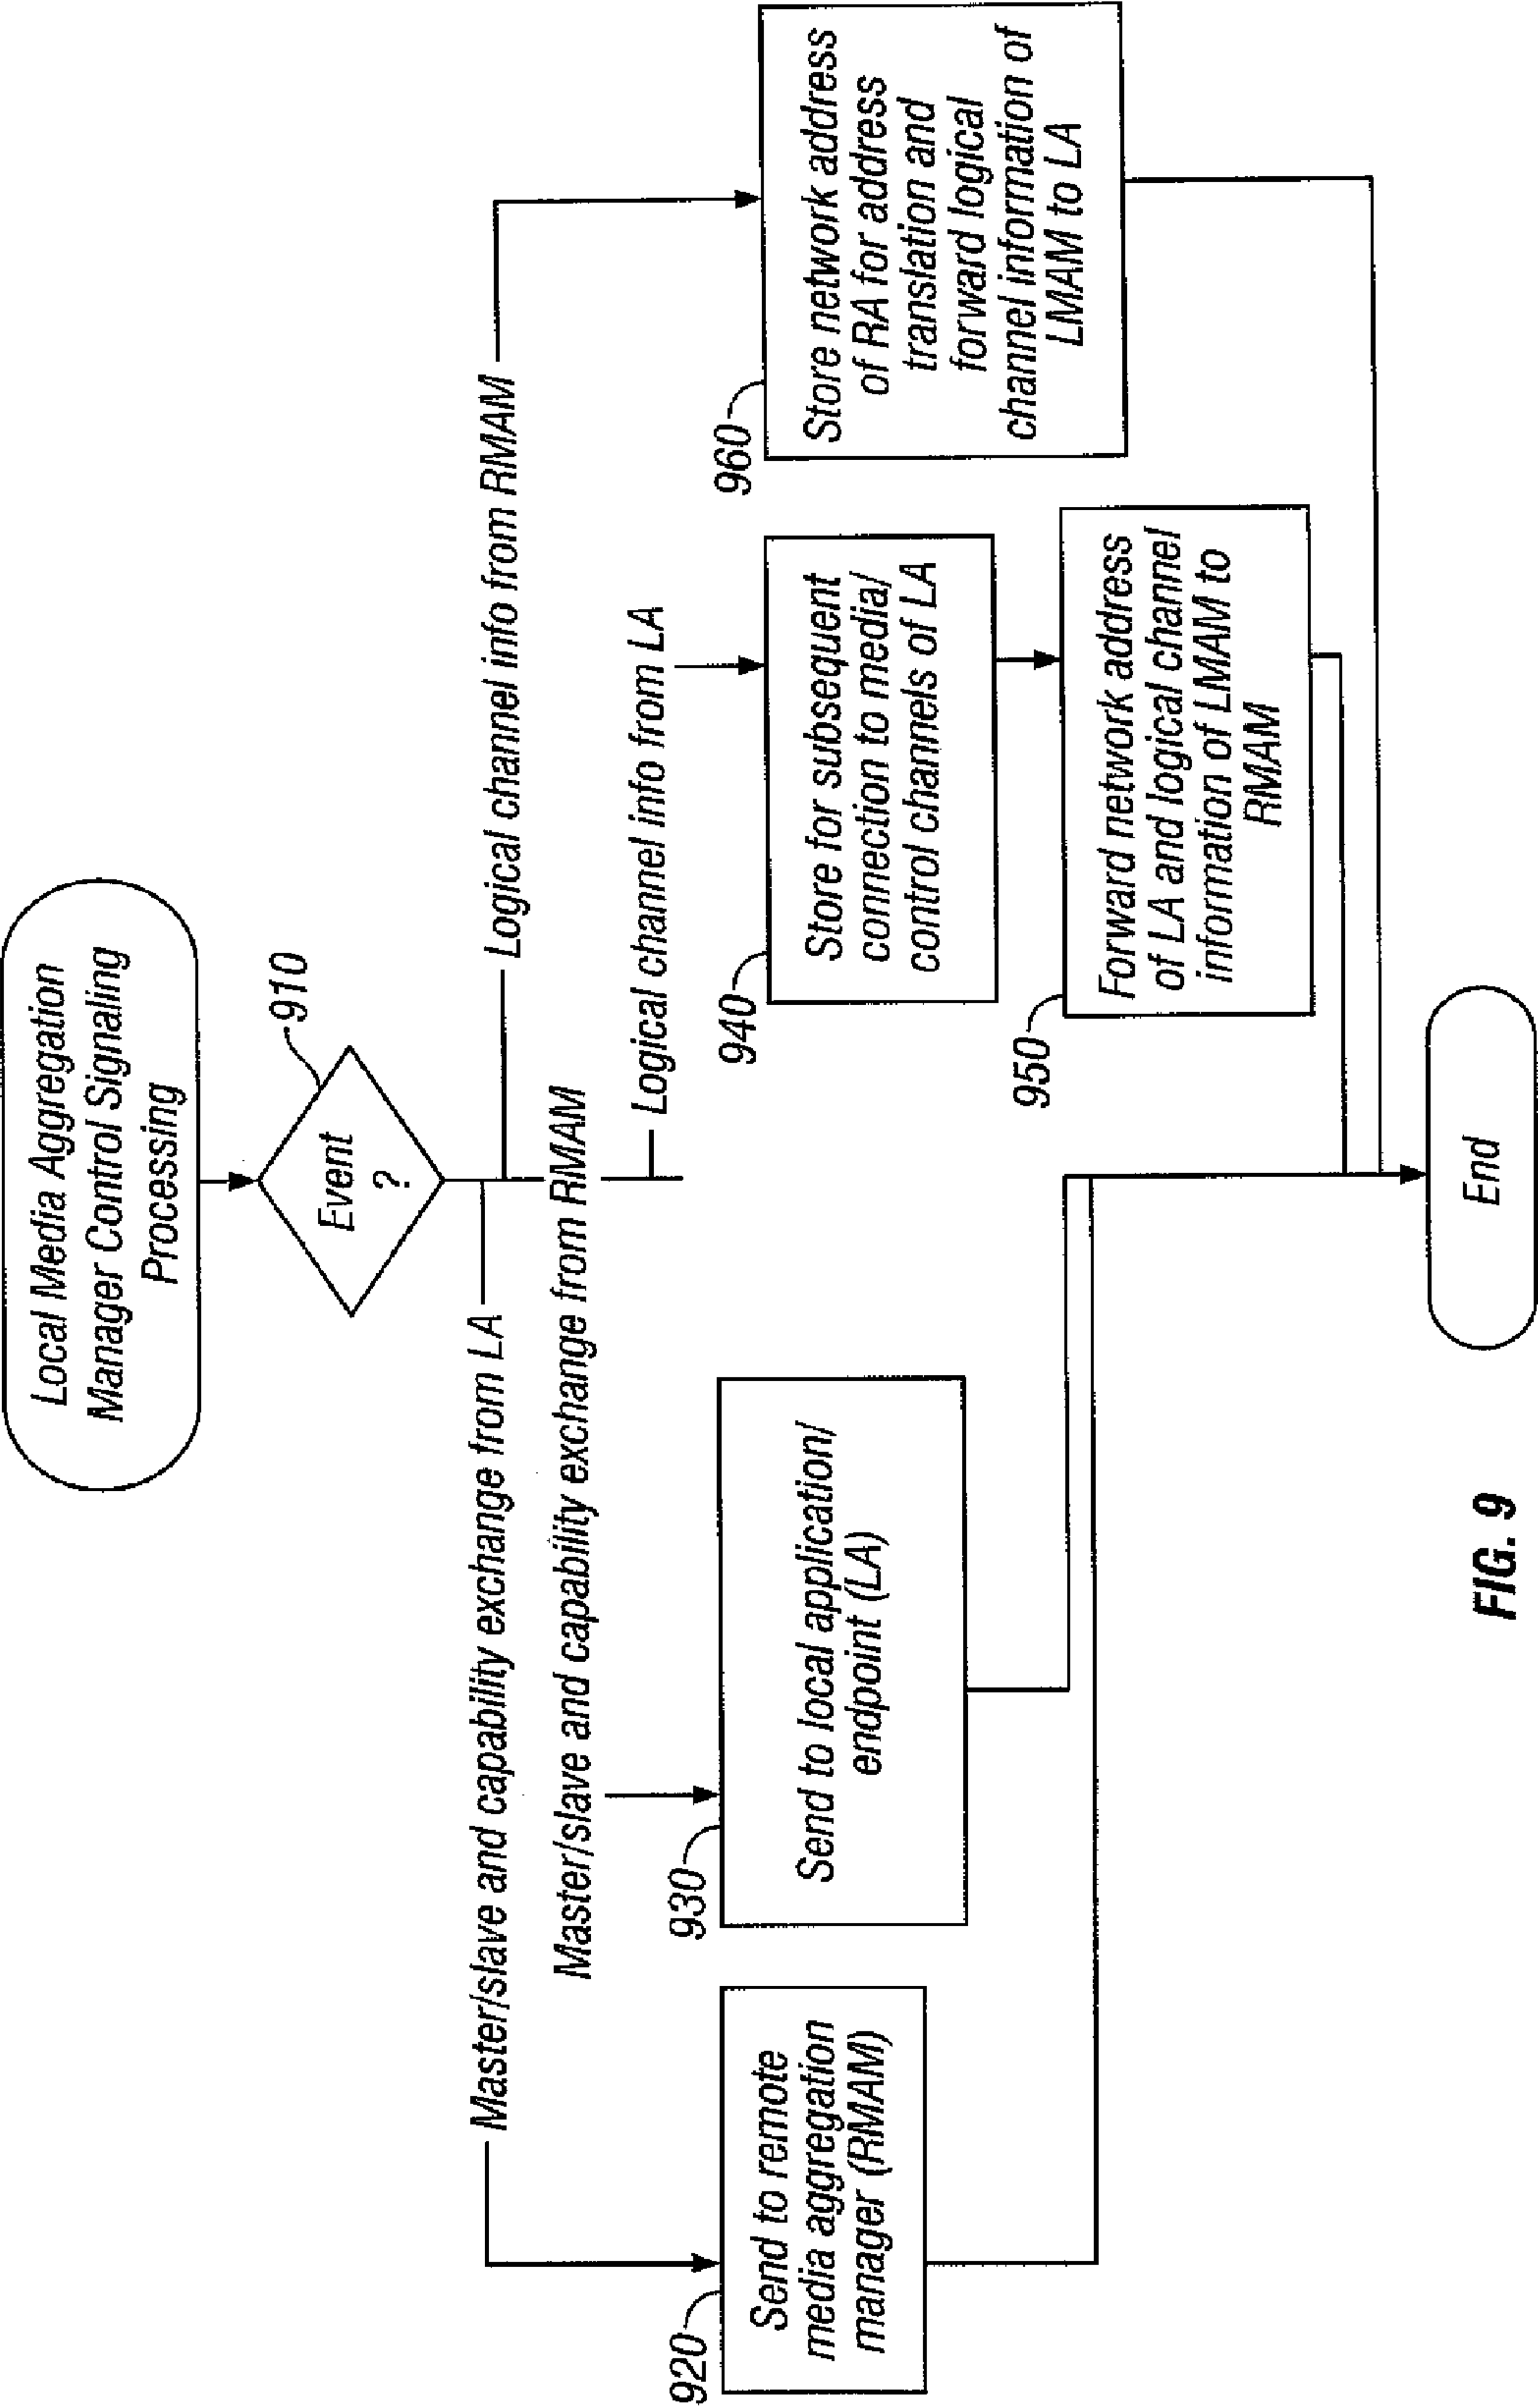 Local Media Aggregation
Manager Control Signaling
Processing
910
Event
?
Master/slave and capability exchange from LA
Logical channel info from RMAM
Master/slave and capability exchange from RMAM
Logical channel info from LA
920
Send to remote
media aggregation
manager (RMAM)
930
Send to local application/
endpoint (LA)
940
Store for subsequent
connection to media/
control channels of LA
950
Forward network address
of LA and logical channel
information of LMAM to
RMAM
960
Store network address
of RA for address
translation and
forward logical
channel information of
LMAM to LA
End
FIG. 9